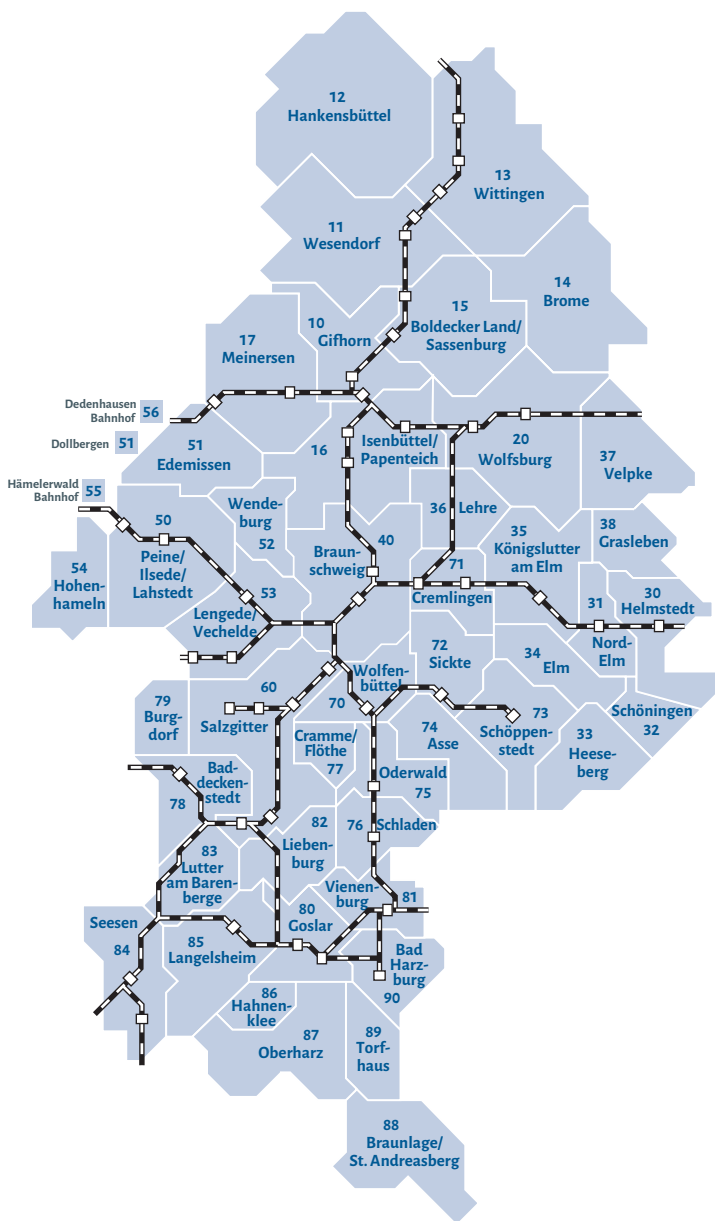 12
Hankensbüttel
13
Wittingen
11
Wesendorf
14
Brome
15
Boldecker Land/
Sassenburg
10
Gifhorn
17
Meinersen
Dedenhausen
Bahnhof
56
Dollbergen
51
51
Edemissen
16
Isenbüttel/
Papenteich
20
Wolfsburg
37
Velpke
Hämelerwald
Bahnhof
55
50
Peine/
Ilsede/
Lahstedt
Wende-
burg
52
36
Lehre
35
Königslutter
am Elm
38
Grasleben
54
Hohen-
hameln
40
Braun-
schweig
71
Cremlingen
53
Lengede/
Vechelde
31
Nord-
Elm
30
Helmstedt
72
Sickte
34
Elm
Wolfen-
büttel
70
60
Salzgitter
79
Burg-
dorf
73
Schöppen-
stedt
Schöningen
32
33
Heese-
berg
74
Asse
Cramme/
Flöthe
77
Oderwald
75
Bad-
decken-
stedt
78
82
Lieben-
burg
76
Schladen
83
Lutter
am Baren-
berge
Vienen-
burg
81
80
Goslar
Seesen
84
85
Langelsheim
Bad
Harz-
burg
90
86
Hahnen-
klee
87
Oberharz
89
Torf-
haus
88
Braunlage/
St. Andreasberg